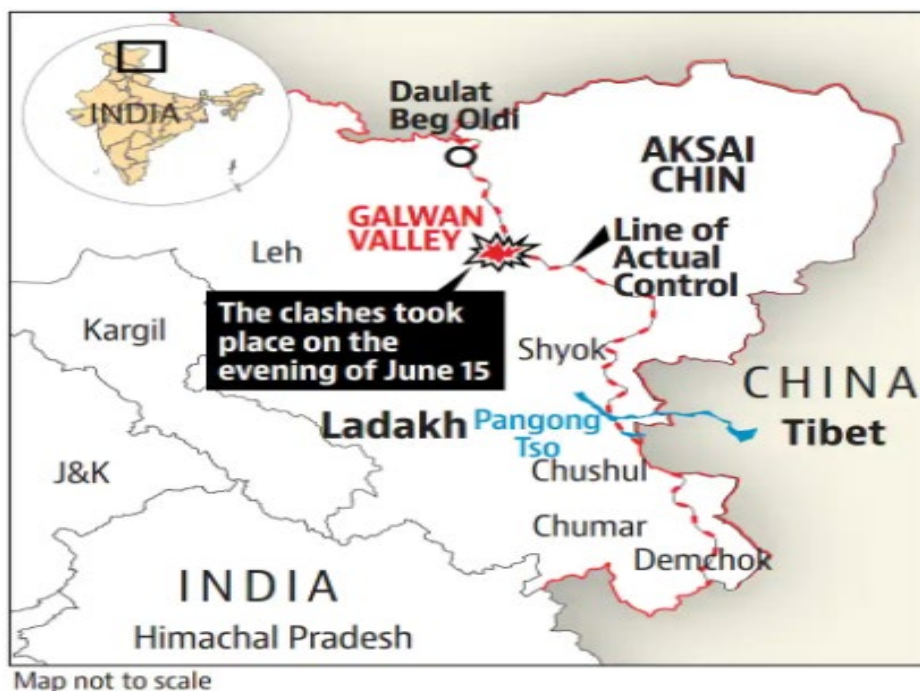 INDIA
Daulat
Beg Oldi
AKSAI
CHIN
GALWAN
VALLEY
Line of
Actual
Control
Leh
The clashes took
place on the
evening of June 15
Kargil
Shyok
CHINA
Tibet
Ladakh
Pangong
Tso
J&K
Chushul
Chumar
Demchok
INDIA
Himachal Pradesh
Map not to scale